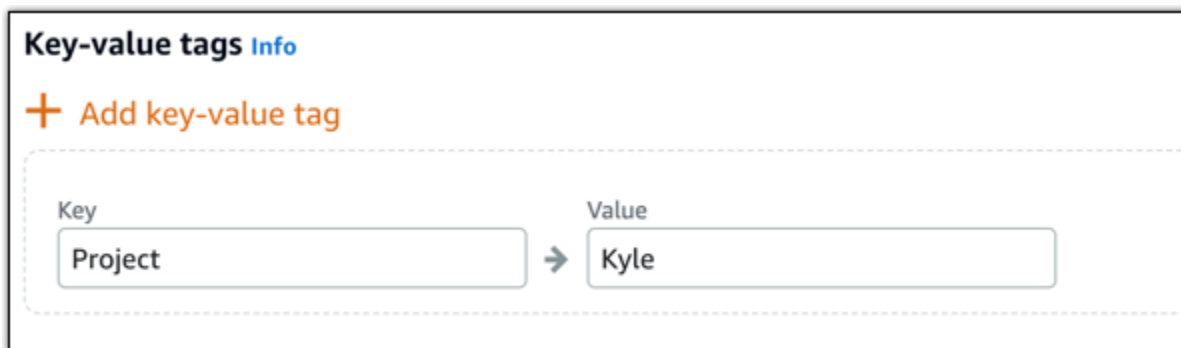 Key-value tags Info
+ Add key-value tag
Key Value
Project → Kyle